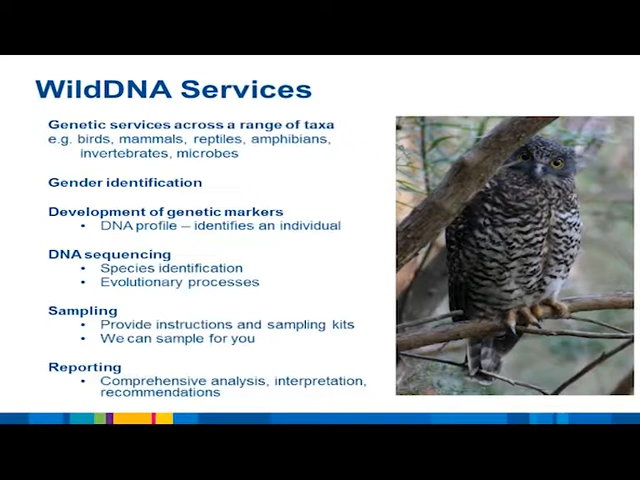 WildDNA Services
Genetic services across a range of taxa
e.g. birds, mammals, reptiles, amphibians,
invertebrates, microbes
Gender identification
Development of genetic markers
• DNA profile – identifies an individual
DNA sequencing
• Species identification
• Evolutionary processes
Sampling
• Provide instructions and sampling kits
• We can sample for you
Reporting
• Comprehensive analysis, interpretation,
recommendations